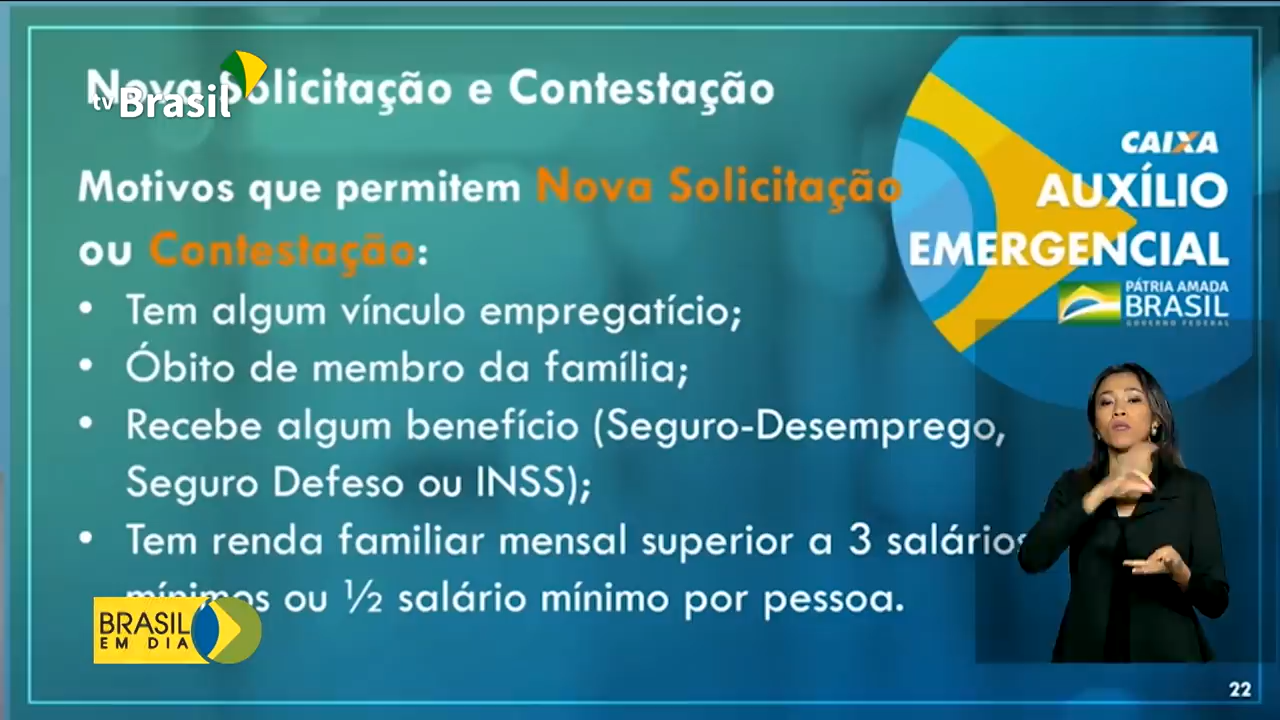 Nova Solicitação e Contestação
tv Brasil
Motivos que permitem Nova Solicitação
ou Contestação:
• Tem algum vínculo empregatício;
• Óbito de membro da família;
• Recebe algum benefício (Seguro-Desemprego,
Seguro Defeso ou INSS);
• Tem renda familiar mensal superior a 3 salários
mínimos ou ½ salário mínimo por pessoa.
CAIXA
AUXÍLIO
EMERGENCIAL
PÁTRIA AMADA
BRASIL
GOVERNO FEDERAL
BRASIL
EM DIA
22